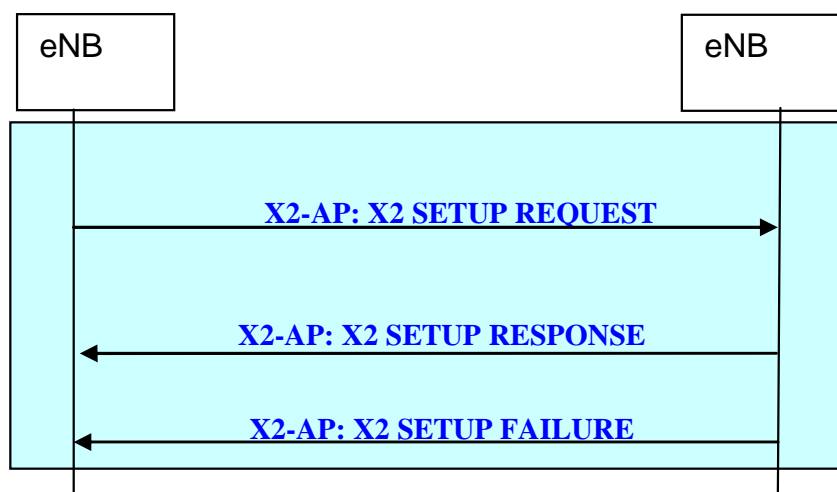 eNB
eNB
X2-AP: X2 SETUP REQUEST
X2-AP: X2 SETUP RESPONSE
X2-AP: X2 SETUP FAILURE